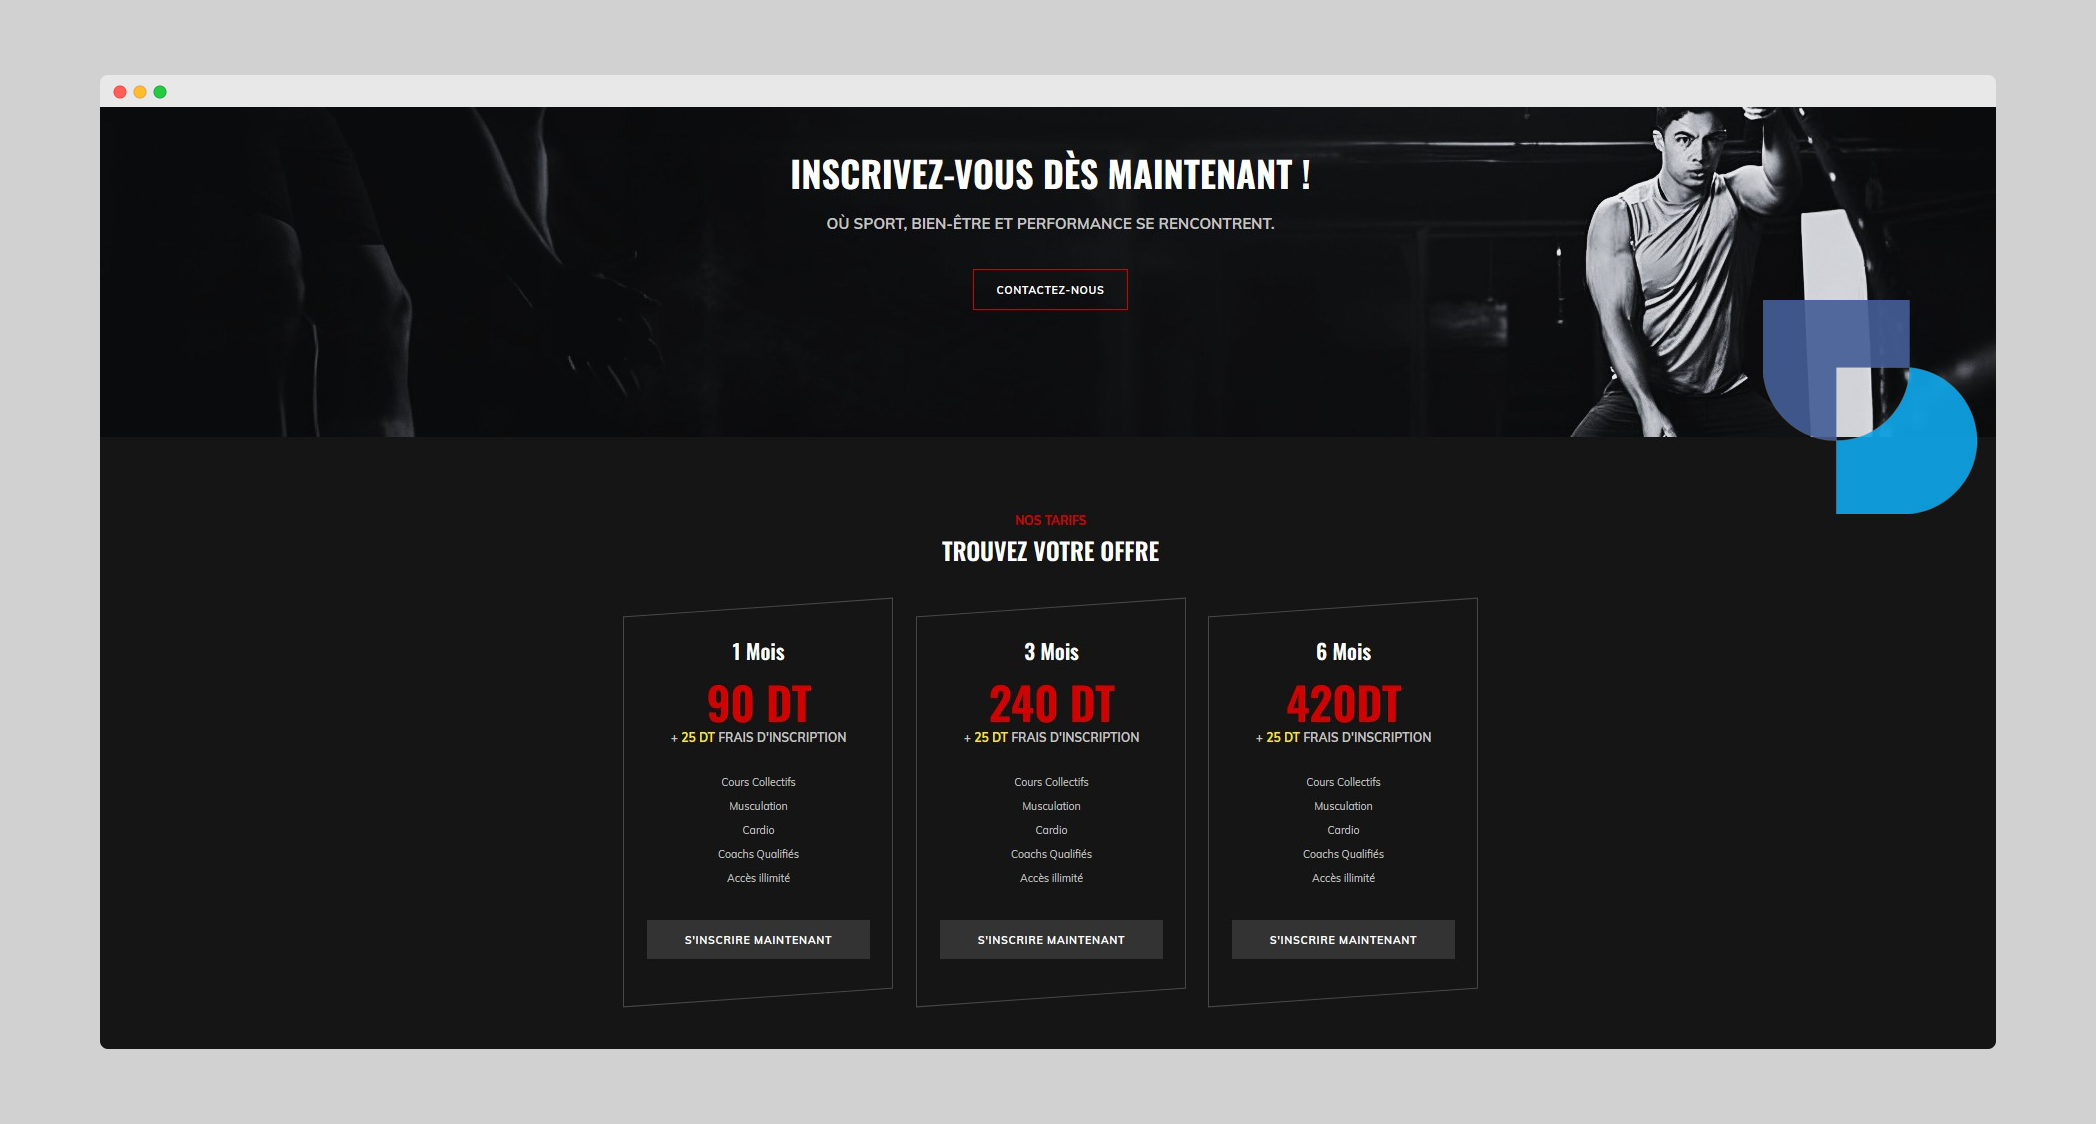 INSCRIVEZ-VOUS DÈS MAINTENANT !
OÙ SPORT, BIEN-ÊTRE ET PERFORMANCE SE RENCONTRENT.
CONTACTEZ-NOUS
NOS TARIFS
TROUVEZ VOTRE OFFRE
1 Mois
90 DT
+ 25 DT FRAIS D'INSCRIPTION
Cours Collectifs
Musculation
Cardio
Coachs Qualifiés
Accès illimité
S'INSCRIRE MAINTENANT
3 Mois
240 DT
+ 25 DT FRAIS D'INSCRIPTION
Cours Collectifs
Musculation
Cardio
Coachs Qualifiés
Accès illimité
S'INSCRIRE MAINTENANT
6 Mois
420DT
+ 25 DT FRAIS D'INSCRIPTION
Cours Collectifs
Musculation
Cardio
Coachs Qualifiés
Accès illimité
S'INSCRIRE MAINTENANT